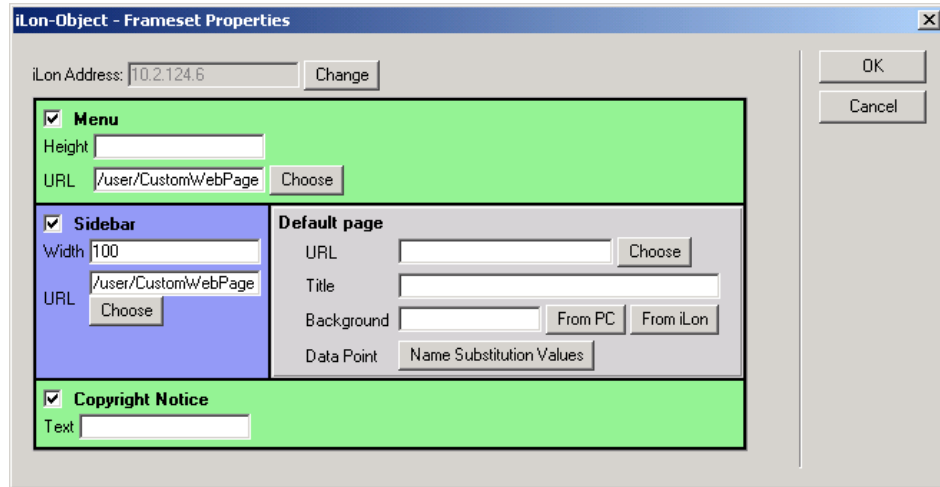 iLon-Object - Frameset Properties
iLon Address: 10.2.124.6 Change
OK
Cancel
Menu
Height
URL /user/CustomWebPage Choose
Sidebar
Width 100
URL /user/CustomWebPage
Choose
Default page
URL Choose
Title
Background From PC From iLon
Data Point Name Substitution Values
Copyright Notice
Text